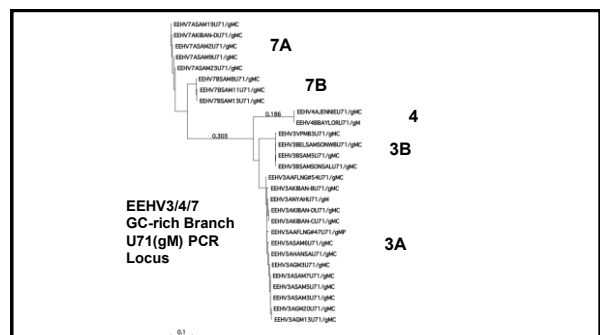 EEHV7ASAM19U71/gMC
EEHV7AKIBAN-DU71/gMC
EEHV7ASAM2U71/gMC
EEHV7ASAM9U71/gMC
EEHV7ASAM23U71/gMC
7A
EEHV7BSAM8U71/gMC
EEHV7BSAM11U71/gMC
EEHV7BSAM13U71/gMC
7B
0.186
EEHV4AJENNIEU71/gMC
EEHV4BBAYLORU71/gM
4
0.303
EEHV3VPMB3U71/gMC
EEHV3BELSAMSONWBU71/gMC
EEHV3BSAM5U71/gMC
EEHV3BSAMSONSALU71/gMC
3B
EEHV3AAFLNG#54U71/gMC
EEHV3AKIBAN-BU71/gMC
EEHV3ANYAHU71/gM
EEHV3AKIBAN-DU71/gMC
EEHV3AKIBAN-CU71/gMC
EEHV3AAFLNG#47U71/gMP
EEHV3ASAM6U71/gMC
EEHV3AHANSAU71/gMC
EEHV3AGM3U71/gMC
EEHV3ASAM7U71/gMC
EEHV3ASAM5U71/gMC
EEHV3ASAM3U71/gMC
EEHV3AGM20U71/gMC
EEHV3AGM13U71/gMC
3A
EEHV3/4/7
GC-rich Branch
U71(gM) PCR
Locus
0.1